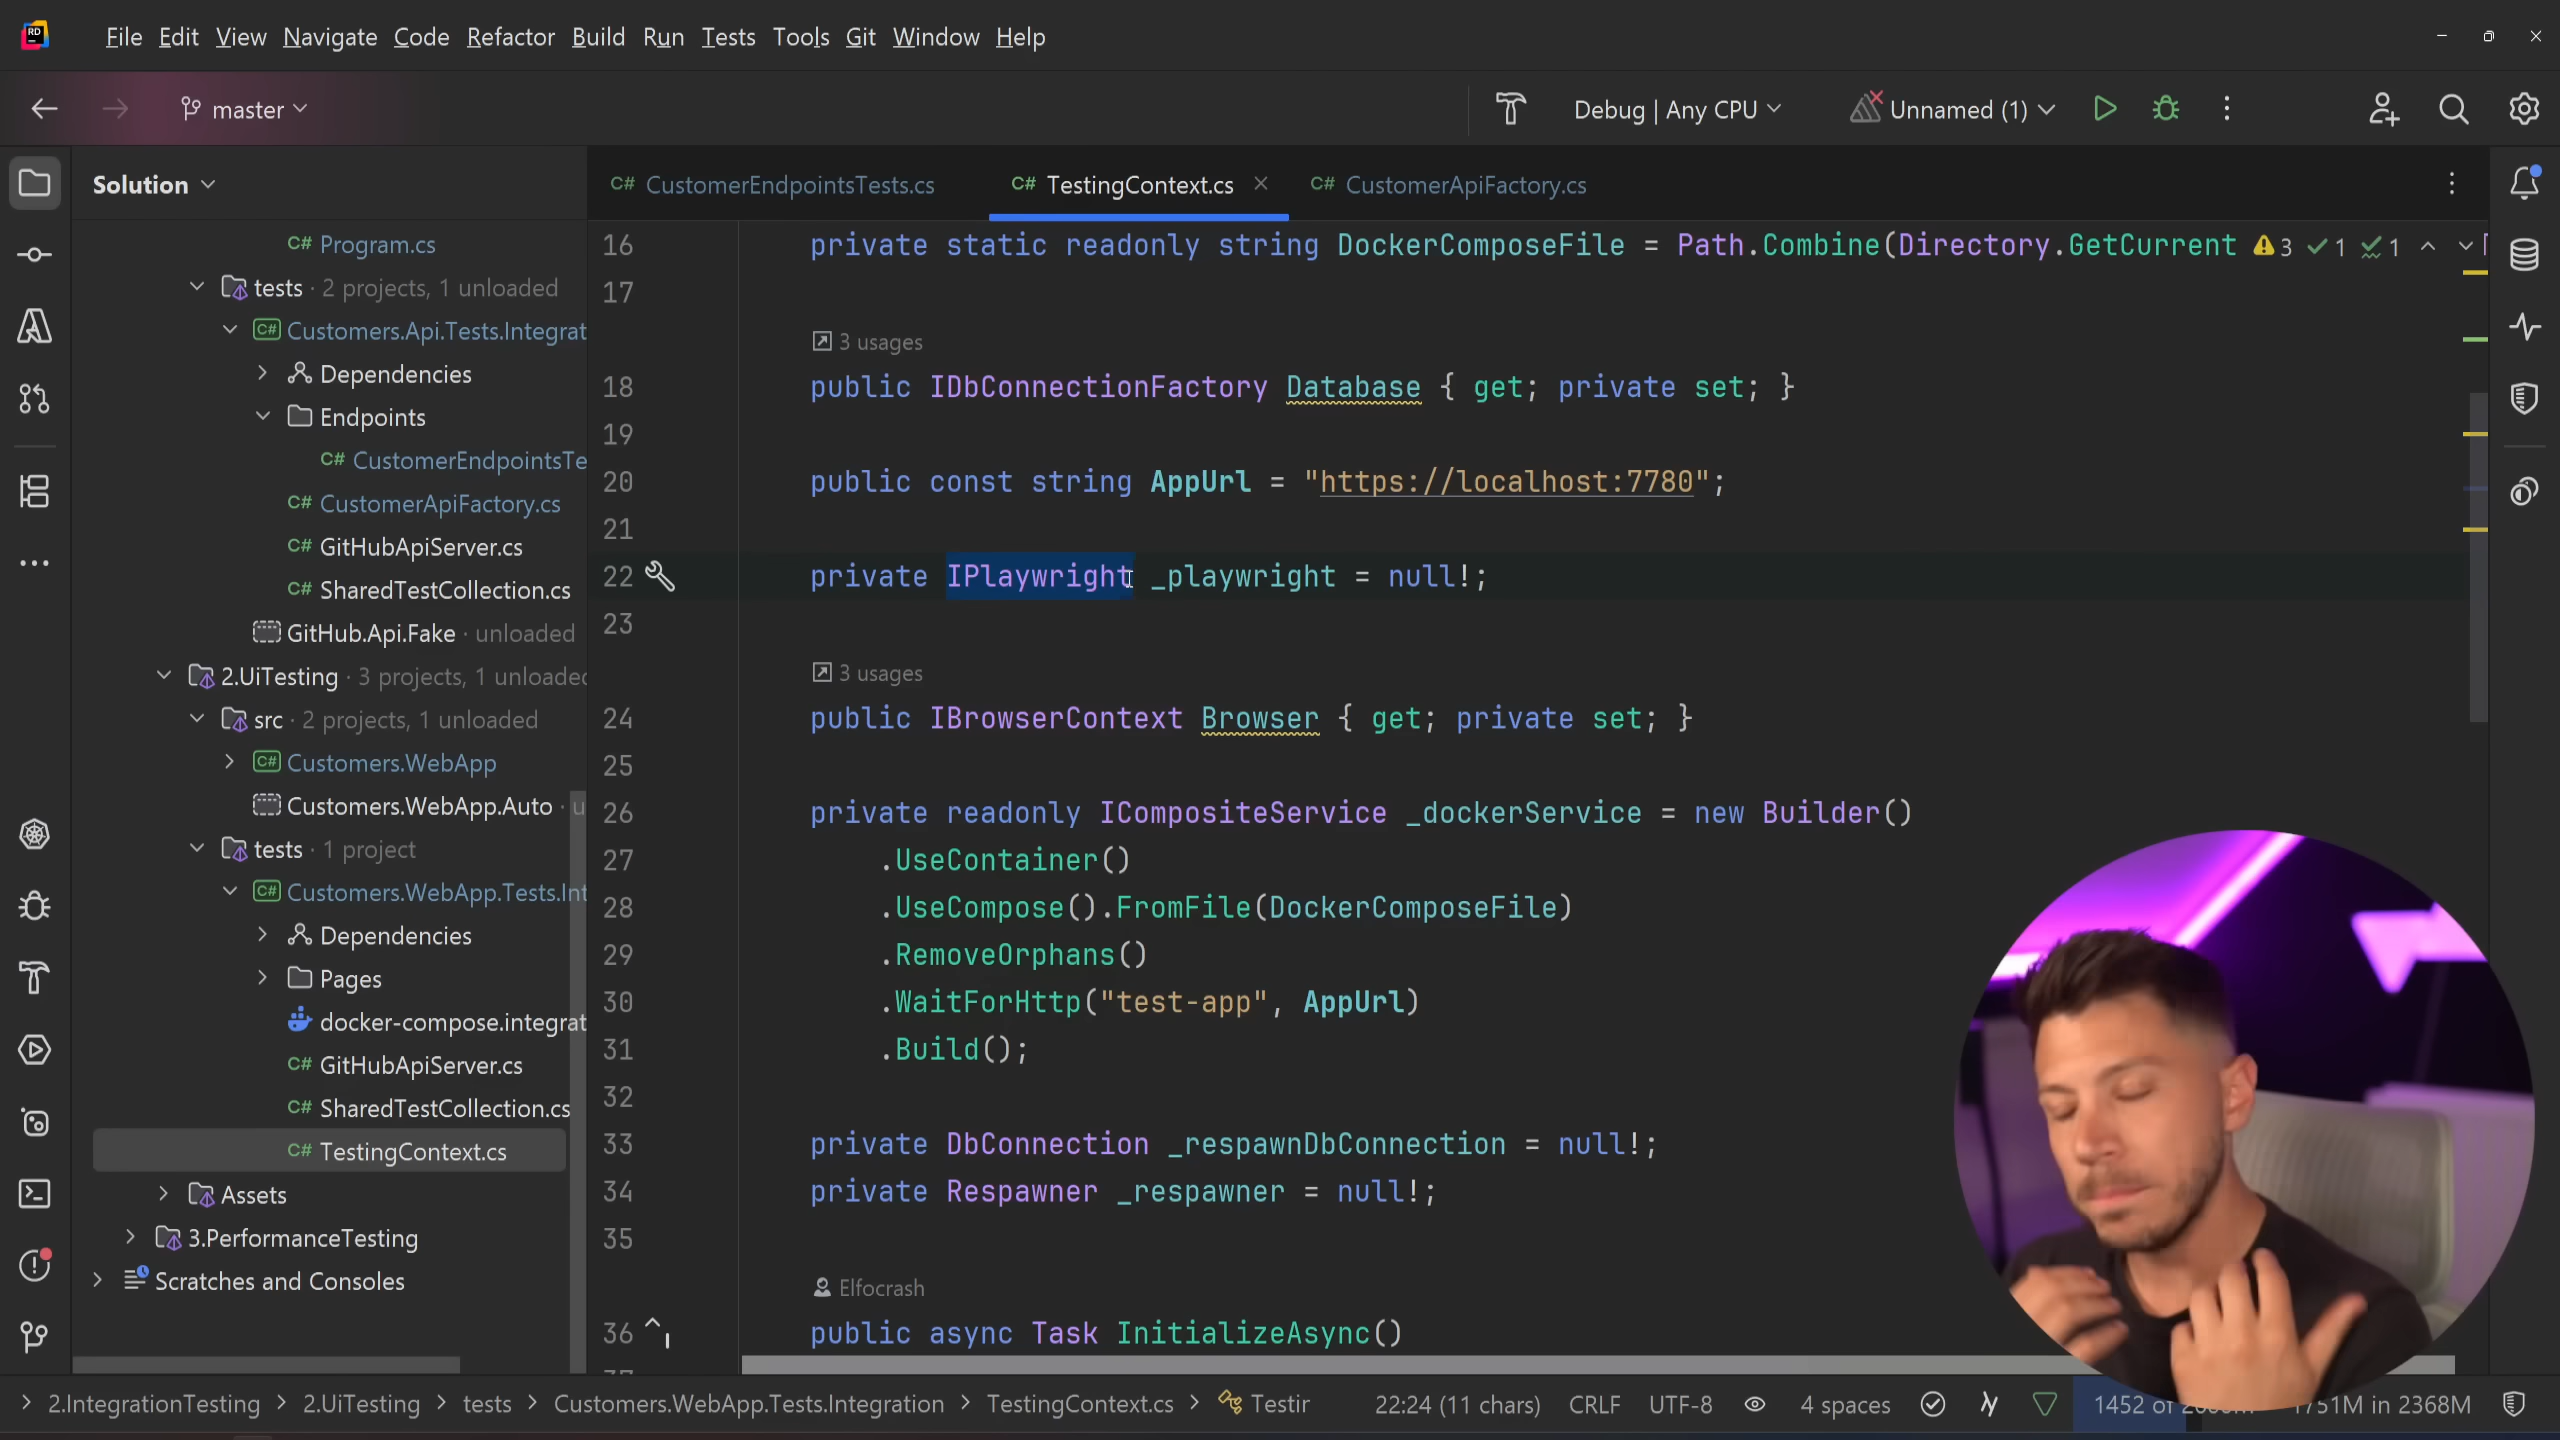 RD File Edit View Navigate Code Refactor Build Run Tests Tools Git Window Help
master Debug | Any CPU Unnamed (1)
Solution
C# CustomerEndpointsTests.cs C# TestingContext.cs C# CustomerApiFactory.cs
C# Program.cs
tests · 2 projects, 1 unloaded
C# Customers.Api.Tests.Integrat
Dependencies
Endpoints
C# CustomerEndpointsTe
C# CustomerApiFactory.cs
C# GitHubApiServer.cs
C# SharedTestCollection.cs
GitHub.Api.Fake · unloaded
2.UiTesting · 3 projects, 1 unloaded
src · 2 projects, 1 unloaded
C# Customers.WebApp
Customers.WebApp.Auto · u
tests · 1 project
C# Customers.WebApp.Tests.Int
Dependencies
Pages
docker-compose.integrat
C# GitHubApiServer.cs
C# SharedTestCollection.cs
C# TestingContext.cs
Assets
3.PerformanceTesting
Scratches and Consoles
16 private static readonly string DockerComposeFile = Path.Combine(Directory.GetCurrent 3 1 1
17
3 usages
18 public IDbConnectionFactory Database { get; private set; }
19
20 public const string AppUrl = "https://localhost:7780";
21
22 private IPlaywright _playwright = null!;
23
3 usages
24 public IBrowserContext Browser { get; private set; }
25
26 private readonly ICompositeService _dockerService = new Builder()
27 .UseContainer()
28 .UseCompose().FromFile(DockerComposeFile)
29 .RemoveOrphans()
30 .WaitForHttp("test-app", AppUrl)
31 .Build();
32
33 private DbConnection _respawnDbConnection = null!;
34 private Respawner _respawner = null!;
35
Elfocrash
36 public async Task InitializeAsync()
2.IntegrationTesting 2.UiTesting tests Customers.WebApp.Tests.Integration TestingContext.cs Testir 22:24 (11 chars) CRLF UTF-8 4 spaces 1452 of 1751M in 2368M